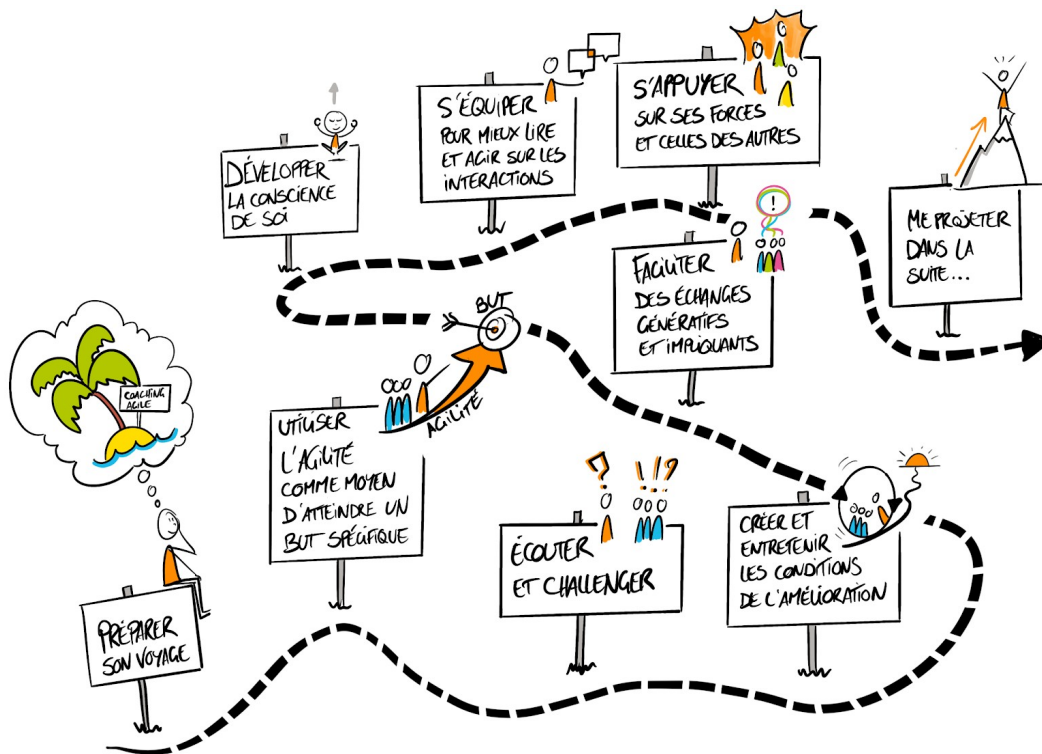 COACHING
AGILE
PRÉPARER
SON VOYAGE
UTILISER
L'AGILITÉ
COMME MOYEN
D'ATTEINDRE UN
BUT SPÉCIFIQUE
AGILITÉ
BUT
?
!!?
ÉCOUTER
ET CHALLENGER
CRÉER ET
ENTRETENIR
LES CONDITIONS
DE L'AMÉLIORATION
DÉVELOPPER
LA CONSCIENCE
DE SOI
S'ÉQUIPER
POUR MIEUX LIRE
ET AGIR SUR LES
INTERACTIONS
S'APPUYER
SUR SES FORCES
ET CELLES DES AUTRES
!
FACILITER
DES ÉCHANGES
GÉNÉRATIFS
ET IMPLIQUANTS
ME PROJETER
DANS LA
SUITE...